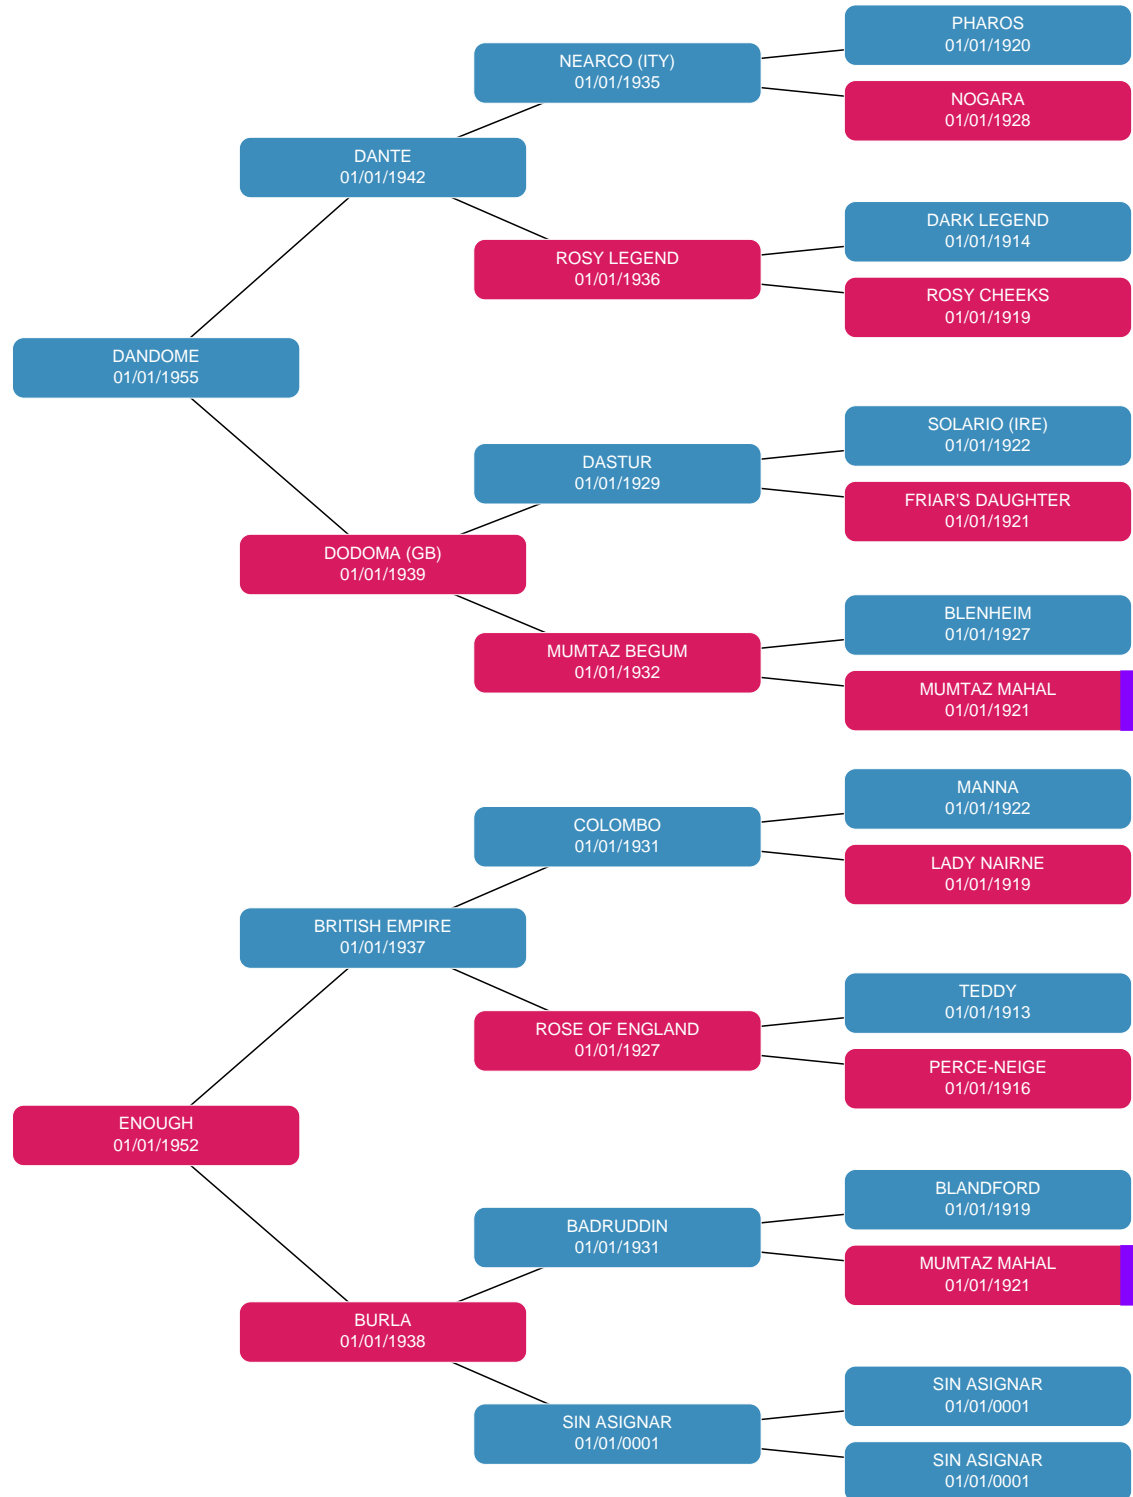 PHAROS
01/01/1920
NEARCO (ITY)
01/01/1935
NOGARA
01/01/1928
DANTE
01/01/1942
DARK LEGEND
01/01/1914
ROSY LEGEND
01/01/1936
ROSY CHEEKS
01/01/1919
DANDOME
01/01/1955
SOLARIO (IRE)
01/01/1922
DASTUR
01/01/1929
FRIAR'S DAUGHTER
01/01/1921
DODOMA (GB)
01/01/1939
BLENHEIM
01/01/1927
MUMTAZ BEGUM
01/01/1932
MUMTAZ MAHAL
01/01/1921
MANNA
01/01/1922
COLOMBO
01/01/1931
LADY NAIRNE
01/01/1919
BRITISH EMPIRE
01/01/1937
TEDDY
01/01/1913
ROSE OF ENGLAND
01/01/1927
PERCE-NEIGE
01/01/1916
ENOUGH
01/01/1952
BLANDFORD
01/01/1919
BADRUDDIN
01/01/1931
MUMTAZ MAHAL
01/01/1921
BURLA
01/01/1938
SIN ASIGNAR
01/01/0001
SIN ASIGNAR
01/01/0001
SIN ASIGNAR
01/01/0001